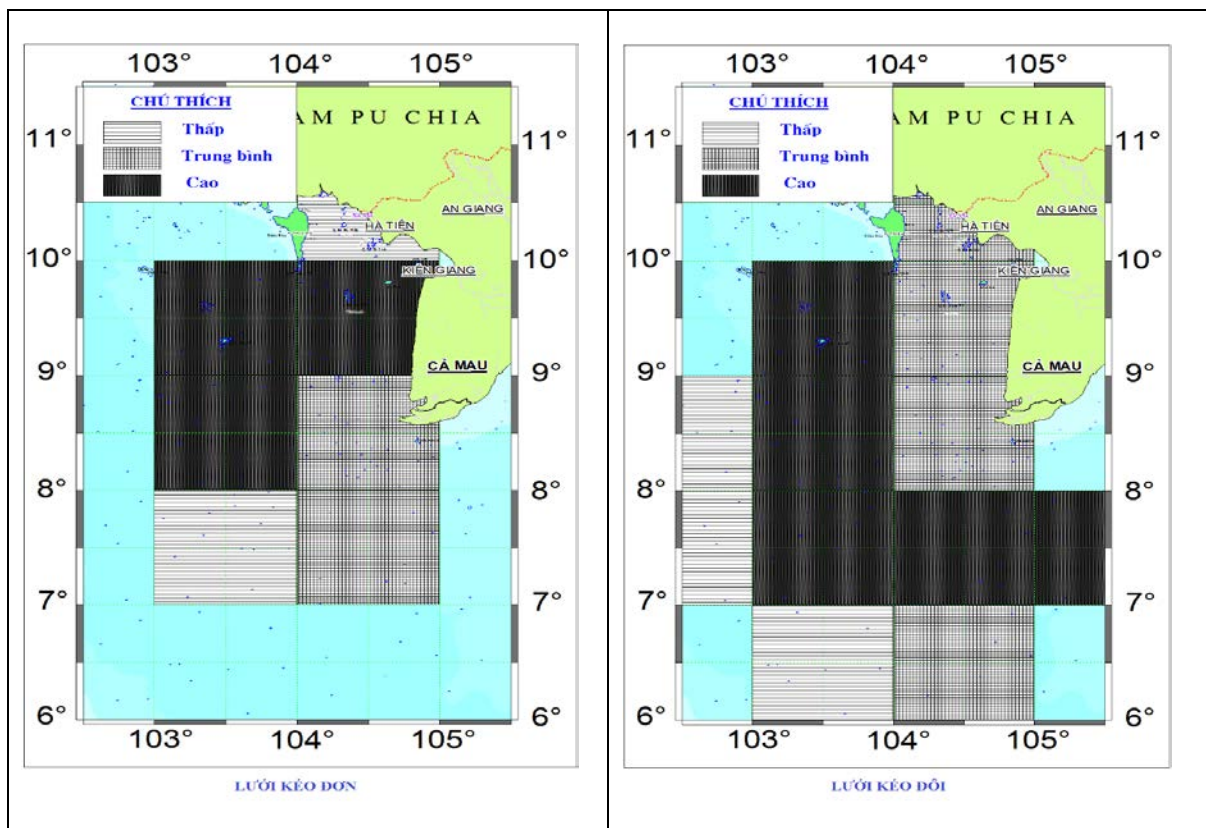 103° 104° 105°
CHÚ THÍCH
Thấp
Trung bình
Cao
AM PU CHIA
11°
AN GIANG
HÀ TIÊN
10° 10°
KIÊN GIANG
CẢ MAU
9° 9°
8° 8°
7° 7°
6° 6°
103° 104° 105°
LƯỚI KÉO ĐƠN
103° 104° 105°
CHÚ THÍCH
Thấp
Trung bình
Cao
AM PU CHIA
11° 11°
AN GIANG
HÀ TIÊN
10° 10°
KIÊN GIANG
CẢ MAU
9° 9°
8° 8°
7° 7°
6° 6°
103° 104° 105°
LƯỚI KÉO ĐÔI